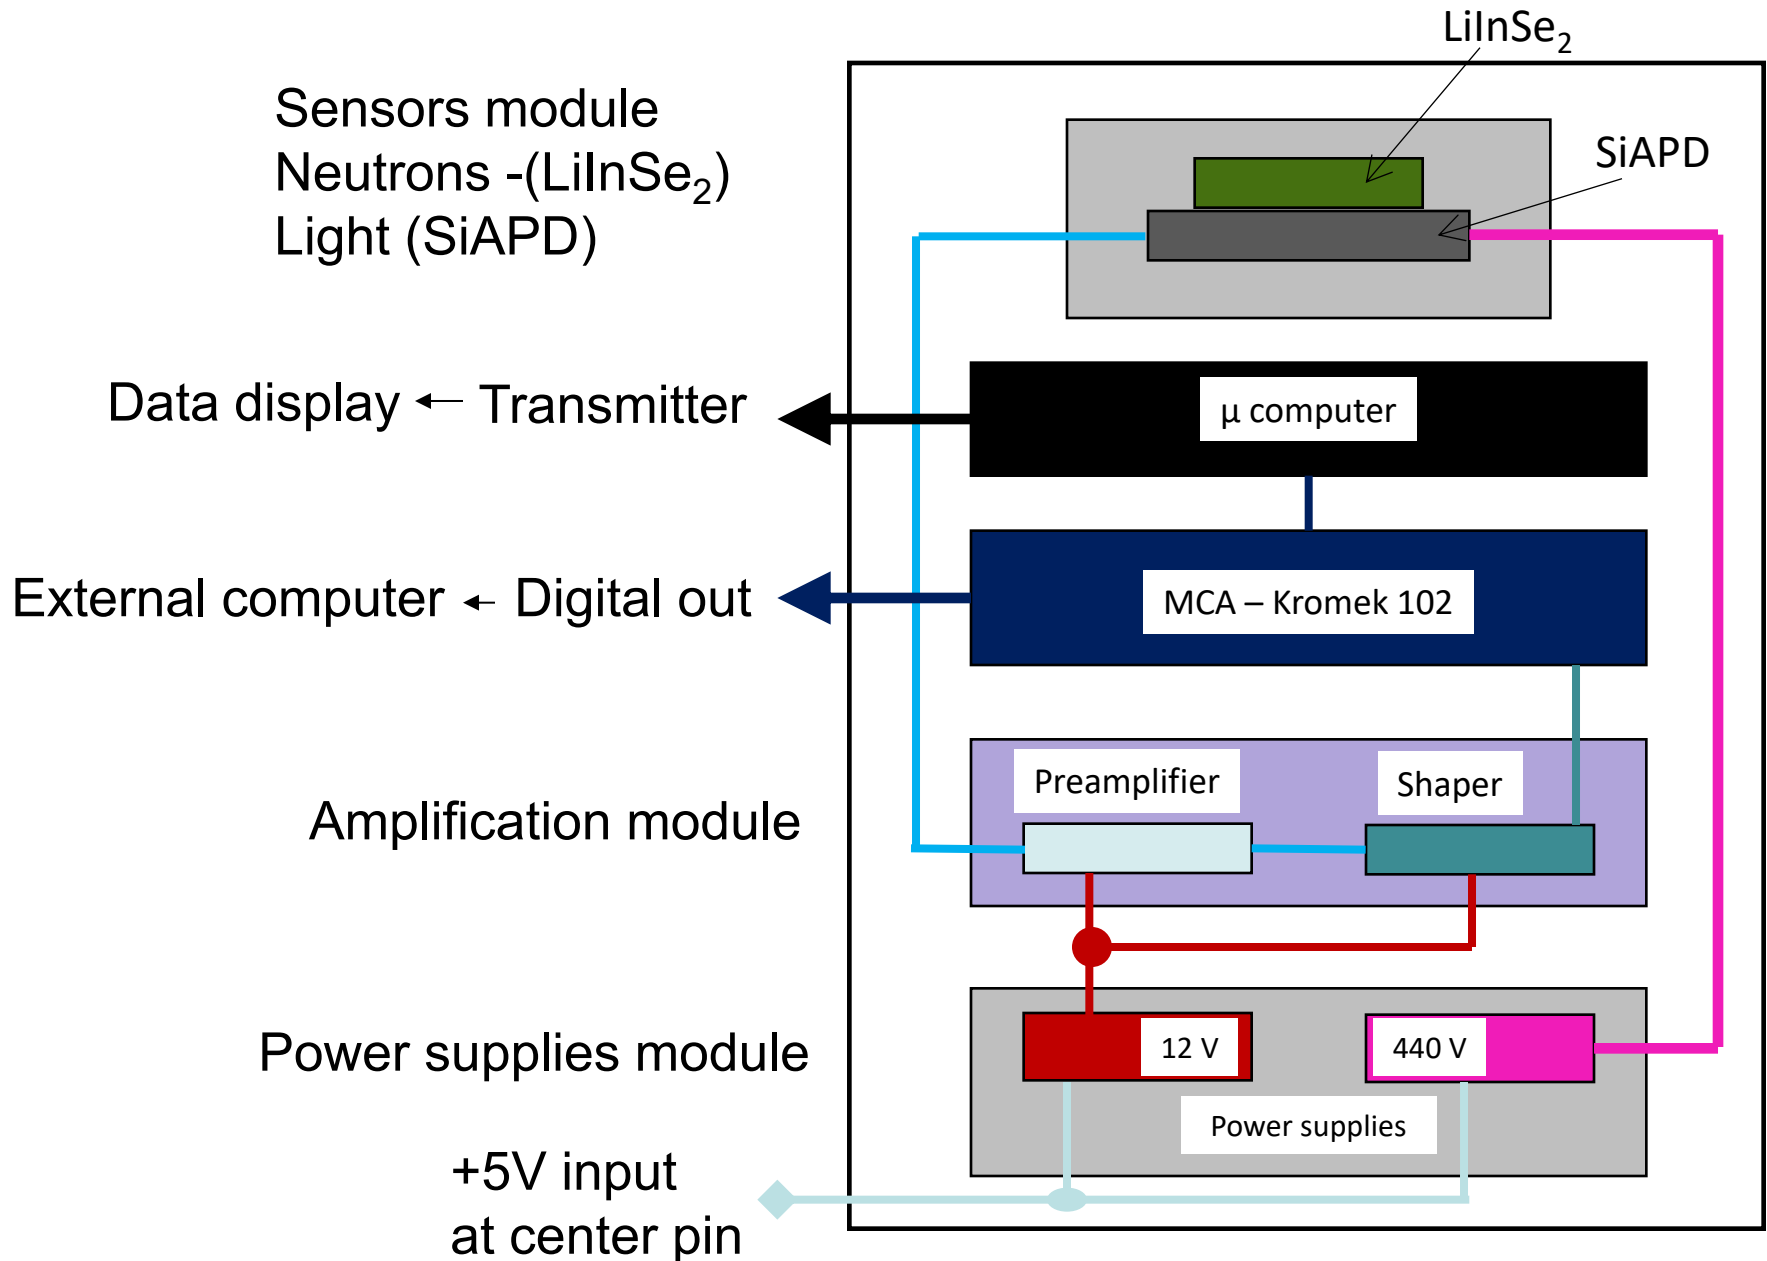 LiInSe₂
Sensors module
Neutrons -(LiInSe₂)
Light (SiAPD)
SiAPD
Data display
Transmitter
μ computer
External computer
Digital out
MCA – Kromek 102
Amplification module
Preamplifier
Shaper
Power supplies module
12 V
440 V
Power supplies
+5V input
at center pin